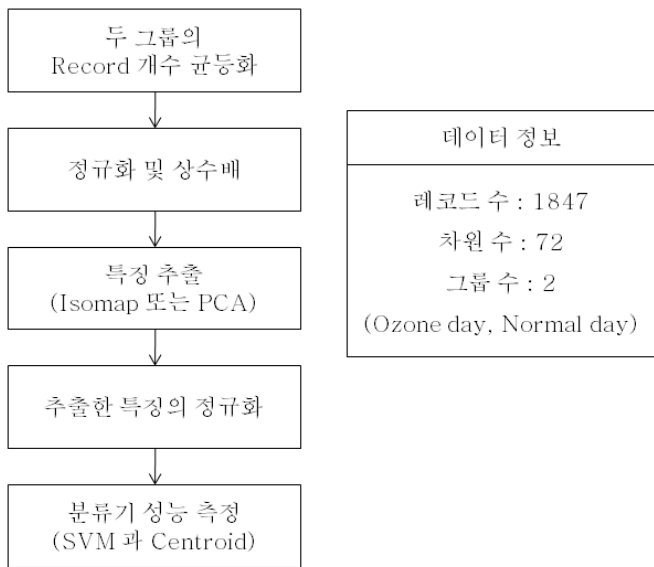 두 그룹의
Record 개수 균등화
정규화 및 상수배
특징 추출
(Isomap 또는 PCA)
추출한 특징의 정규화
분류기 성능 측정
(SVM 과 Centroid)
데이터 정보
레코드 수 : 1847
차원 수 : 72
그룹 수 : 2
(Ozone day, Normal day)